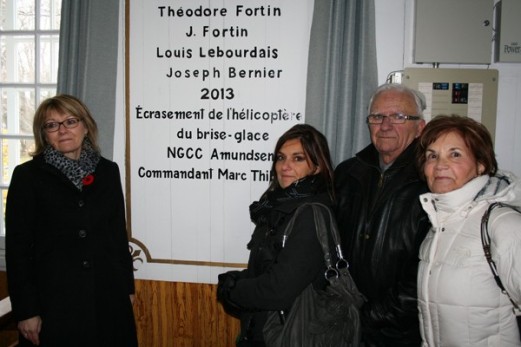 Théodore Fortin
J. Fortin
Louis Lebourdais
Joseph Bernier
2013
Écrasement de l'hélicoptère
du brise-glace
NGCC Amundsen
Commandant Marc